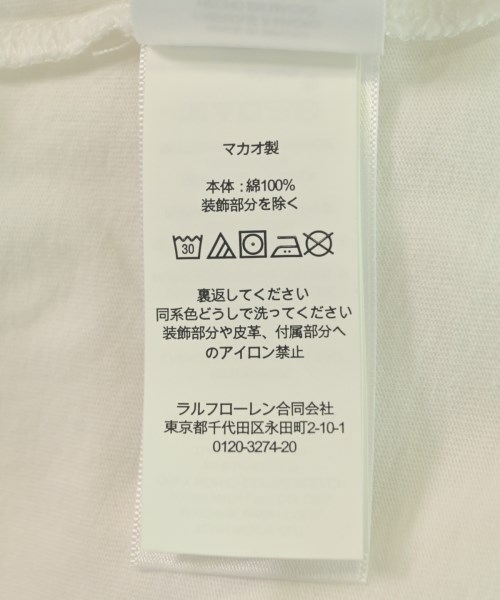 マカオ製
本体 : 綿100%
装飾部分を除く
30
裏返してください
同系色どうしで洗ってください
装飾部分や皮革、付属部分へ
のアイロン禁止
ラルフローレン合同会社
東京都千代田区永田町2-10-1
0120-3274-20